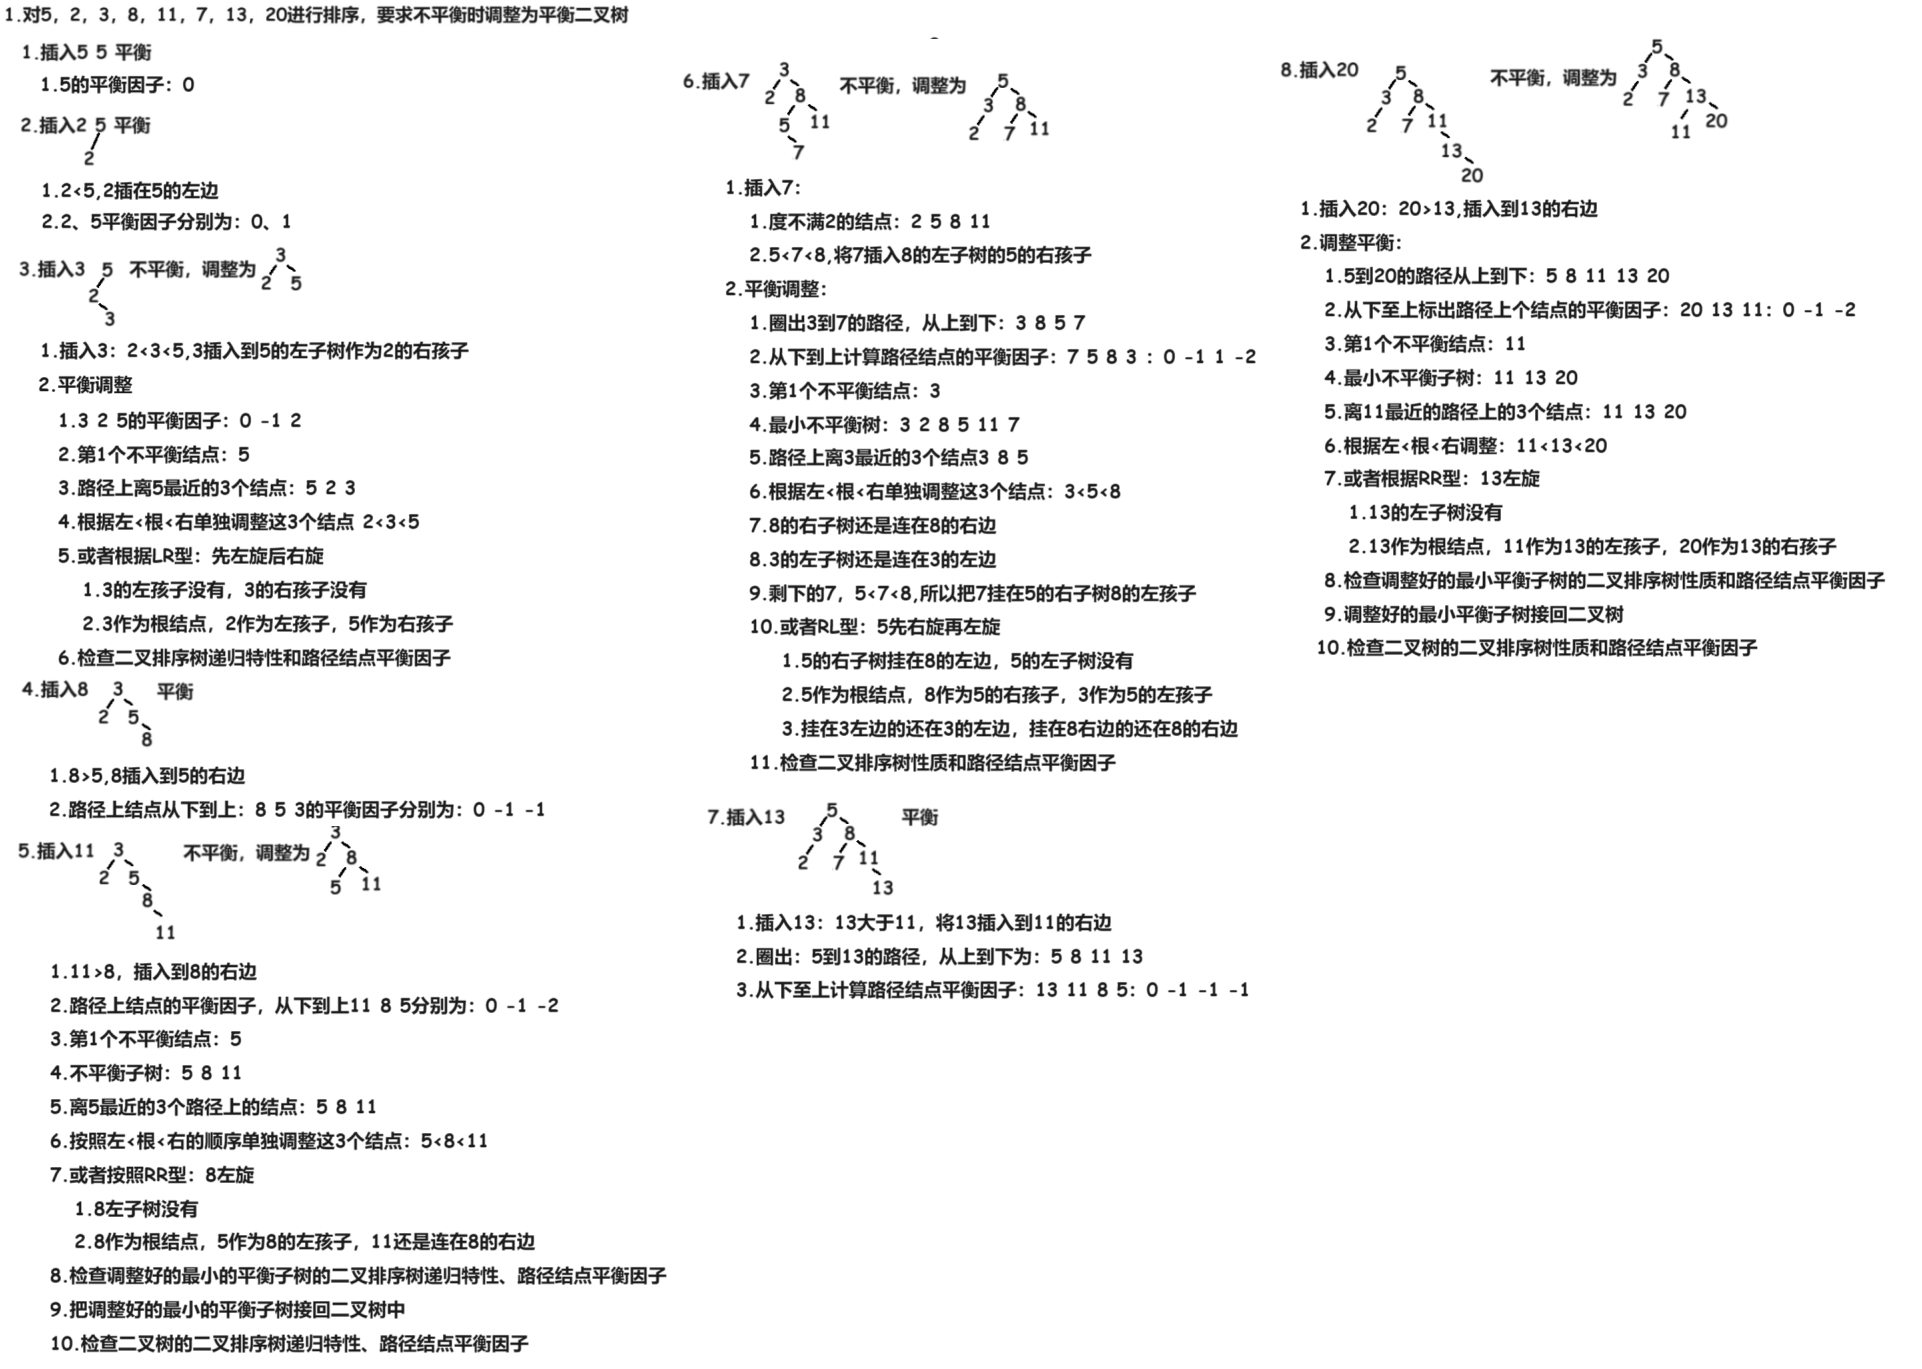 1.对5，2，3，8，11，7，13，20进行排序，要求不平衡时调整为平衡二叉树
1.插入5 5 平衡
1.5的平衡因子：0
2.插入2 5 平衡
2
1.2<5,2插在5的左边
2.2、5平衡因子分别为：0、1
3.插入3 5 不平衡，调整为 3
2 2 5
3
1.插入3：2<3<5,3插入到5的左子树作为2的右孩子
2.平衡调整
1.3 2 5的平衡因子：0 -1 2
2.第1个不平衡结点：5
3.路径上离5最近的3个结点：5 2 3
4.根据左<根<右单独调整这3个结点 2<3<5
5.或者根据LR型：先左旋后右旋
1.3的左孩子没有，3的右孩子没有
2.3作为根结点，2作为左孩子，5作为右孩子
6.检查二叉排序树递归特性和路径结点平衡因子
4.插入8 3 平衡
2 5
8
1.8>5,8插入到5的右边
2.路径上结点从下到上：8 5 3的平衡因子分别为：0 -1 -1
5.插入11 3 不平衡，调整为 3
2 5 2 8
8 5 11
11
1.11>8，插入到8的右边
2.路径上结点的平衡因子，从下到上11 8 5分别为：0 -1 -2
3.第1个不平衡结点：5
4.不平衡子树：5 8 11
5.离5最近的3个路径上的结点：5 8 11
6.按照左<根<右的顺序单独调整这3个结点：5<8<11
7.或者按照RR型：8左旋
1.8左子树没有
2.8作为根结点，5作为8的左孩子，11还是连在8的右边
8.检查调整好的最小的平衡子树的二叉排序树递归特性、路径结点平衡因子
9.把调整好的最小的平衡子树接回二叉树中
10.检查二叉树的二叉排序树递归特性、路径结点平衡因子
6.插入7 3 不平衡，调整为 5
2 8 3 8
5 11 2 7 11
7
1.插入7：
1.度不满2的结点：2 5 8 11
2.5<7<8,将7插入8的左子树的5的右孩子
2.平衡调整：
1.圈出3到7的路径，从上到下：3 8 5 7
2.从下到上计算路径结点的平衡因子：7 5 8 3 ：0 -1 1 -2
3.第1个不平衡结点：3
4.最小不平衡树：3 2 8 5 11 7
5.路径上离3最近的3个结点3 8 5
6.根据左<根<右单独调整这3个结点：3<5<8
7.8的右子树还是连在8的右边
8.3的左子树还是连在3的左边
9.剩下的7，5<7<8,所以把7挂在5的右子树8的左孩子
10.或者RL型：5先右旋再左旋
1.5的右子树挂在8的左边，5的左子树没有
2.5作为根结点，8作为5的右孩子，3作为5的左孩子
3.挂在3左边的还在3的左边，挂在8右边的还在8的右边
11.检查二叉排序树性质和路径结点平衡因子
7.插入13 5 平衡
3 8
2 7 11
13
1.插入13：13大于11，将13插入到11的右边
2.圈出：5到13的路径，从上到下为：5 8 11 13
3.从下至上计算路径结点平衡因子：13 11 8 5：0 -1 -1 -1
8.插入20 5 不平衡，调整为 5
3 8 3 8
2 7 11 2 7 13
13 11 20
20
1.插入20：20>13,插入到13的右边
2.调整平衡：
1.5到20的路径从上到下：5 8 11 13 20
2.从下至上标出路径上个结点的平衡因子：20 13 11：0 -1 -2
3.第1个不平衡结点：11
4.最小不平衡子树：11 13 20
5.离11最近的路径上的3个结点：11 13 20
6.根据左<根<右调整：11<13<20
7.或者根据RR型：13左旋
1.13的左子树没有
2.13作为根结点，11作为13的左孩子，20作为13的右孩子
8.检查调整好的最小平衡子树的二叉排序树性质和路径结点平衡因子
9.调整好的最小平衡子树接回二叉树
10.检查二叉树的二叉排序树性质和路径结点平衡因子